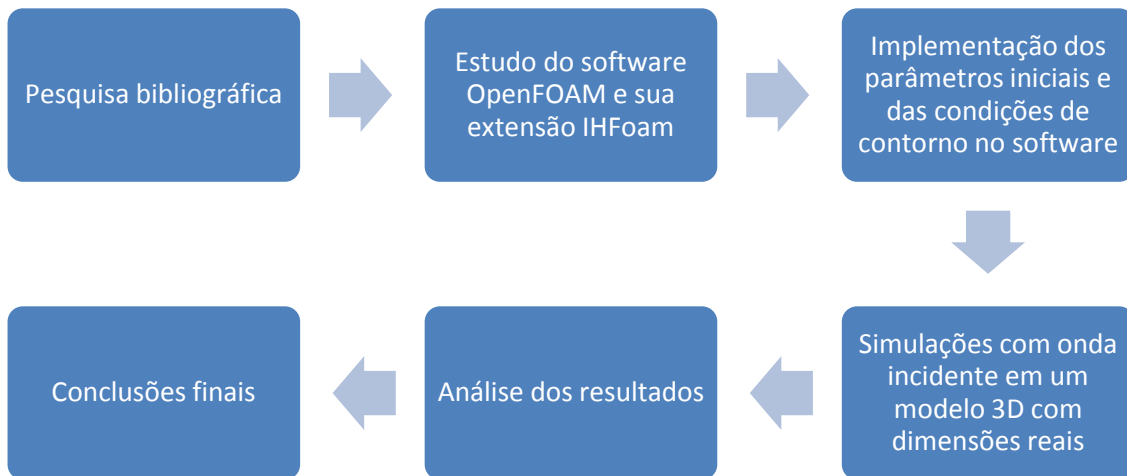 Pesquisa bibliográfica
Estudo do software
OpenFOAM e sua
extensão IHFoam
Implementação dos
parâmetros iniciais e
das condições de
contorno no software
Simulações com onda
incidente em um
modelo 3D com
dimensões reais
Análise dos resultados
Conclusões finais